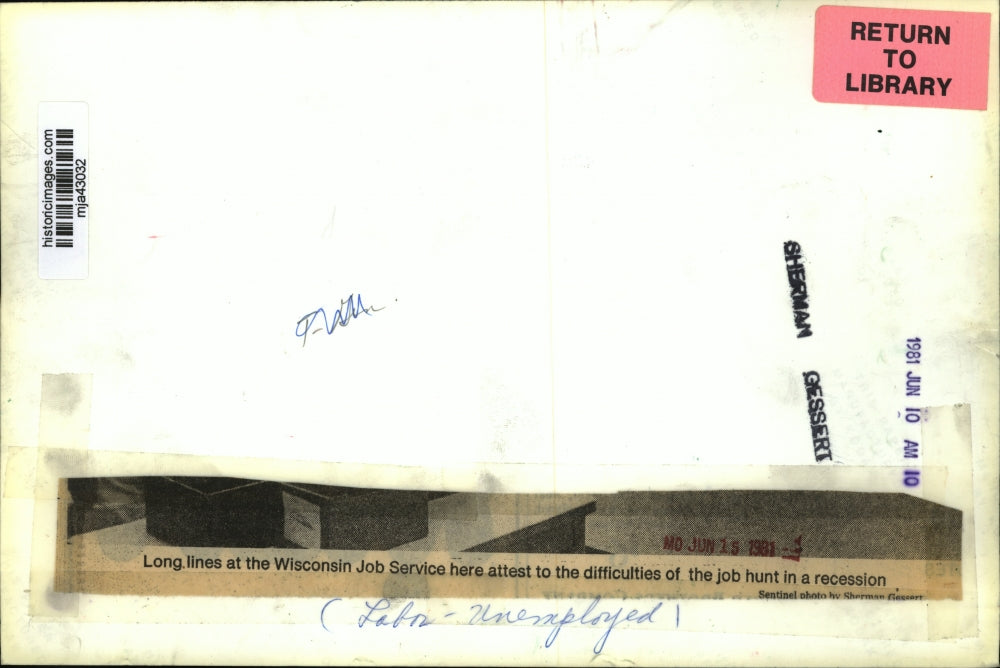 RETURN
TO
LIBRARY
historicimages.com
mja43032
SHERMAN GESSERT
1981 JUN 10 AM 10
MO JUN 15 1981
Long lines at the Wisconsin Job Service here attest to the difficulties of the job hunt in a recession
Sentinel photo by Sherman Gessert
( Labor - Unemployed )